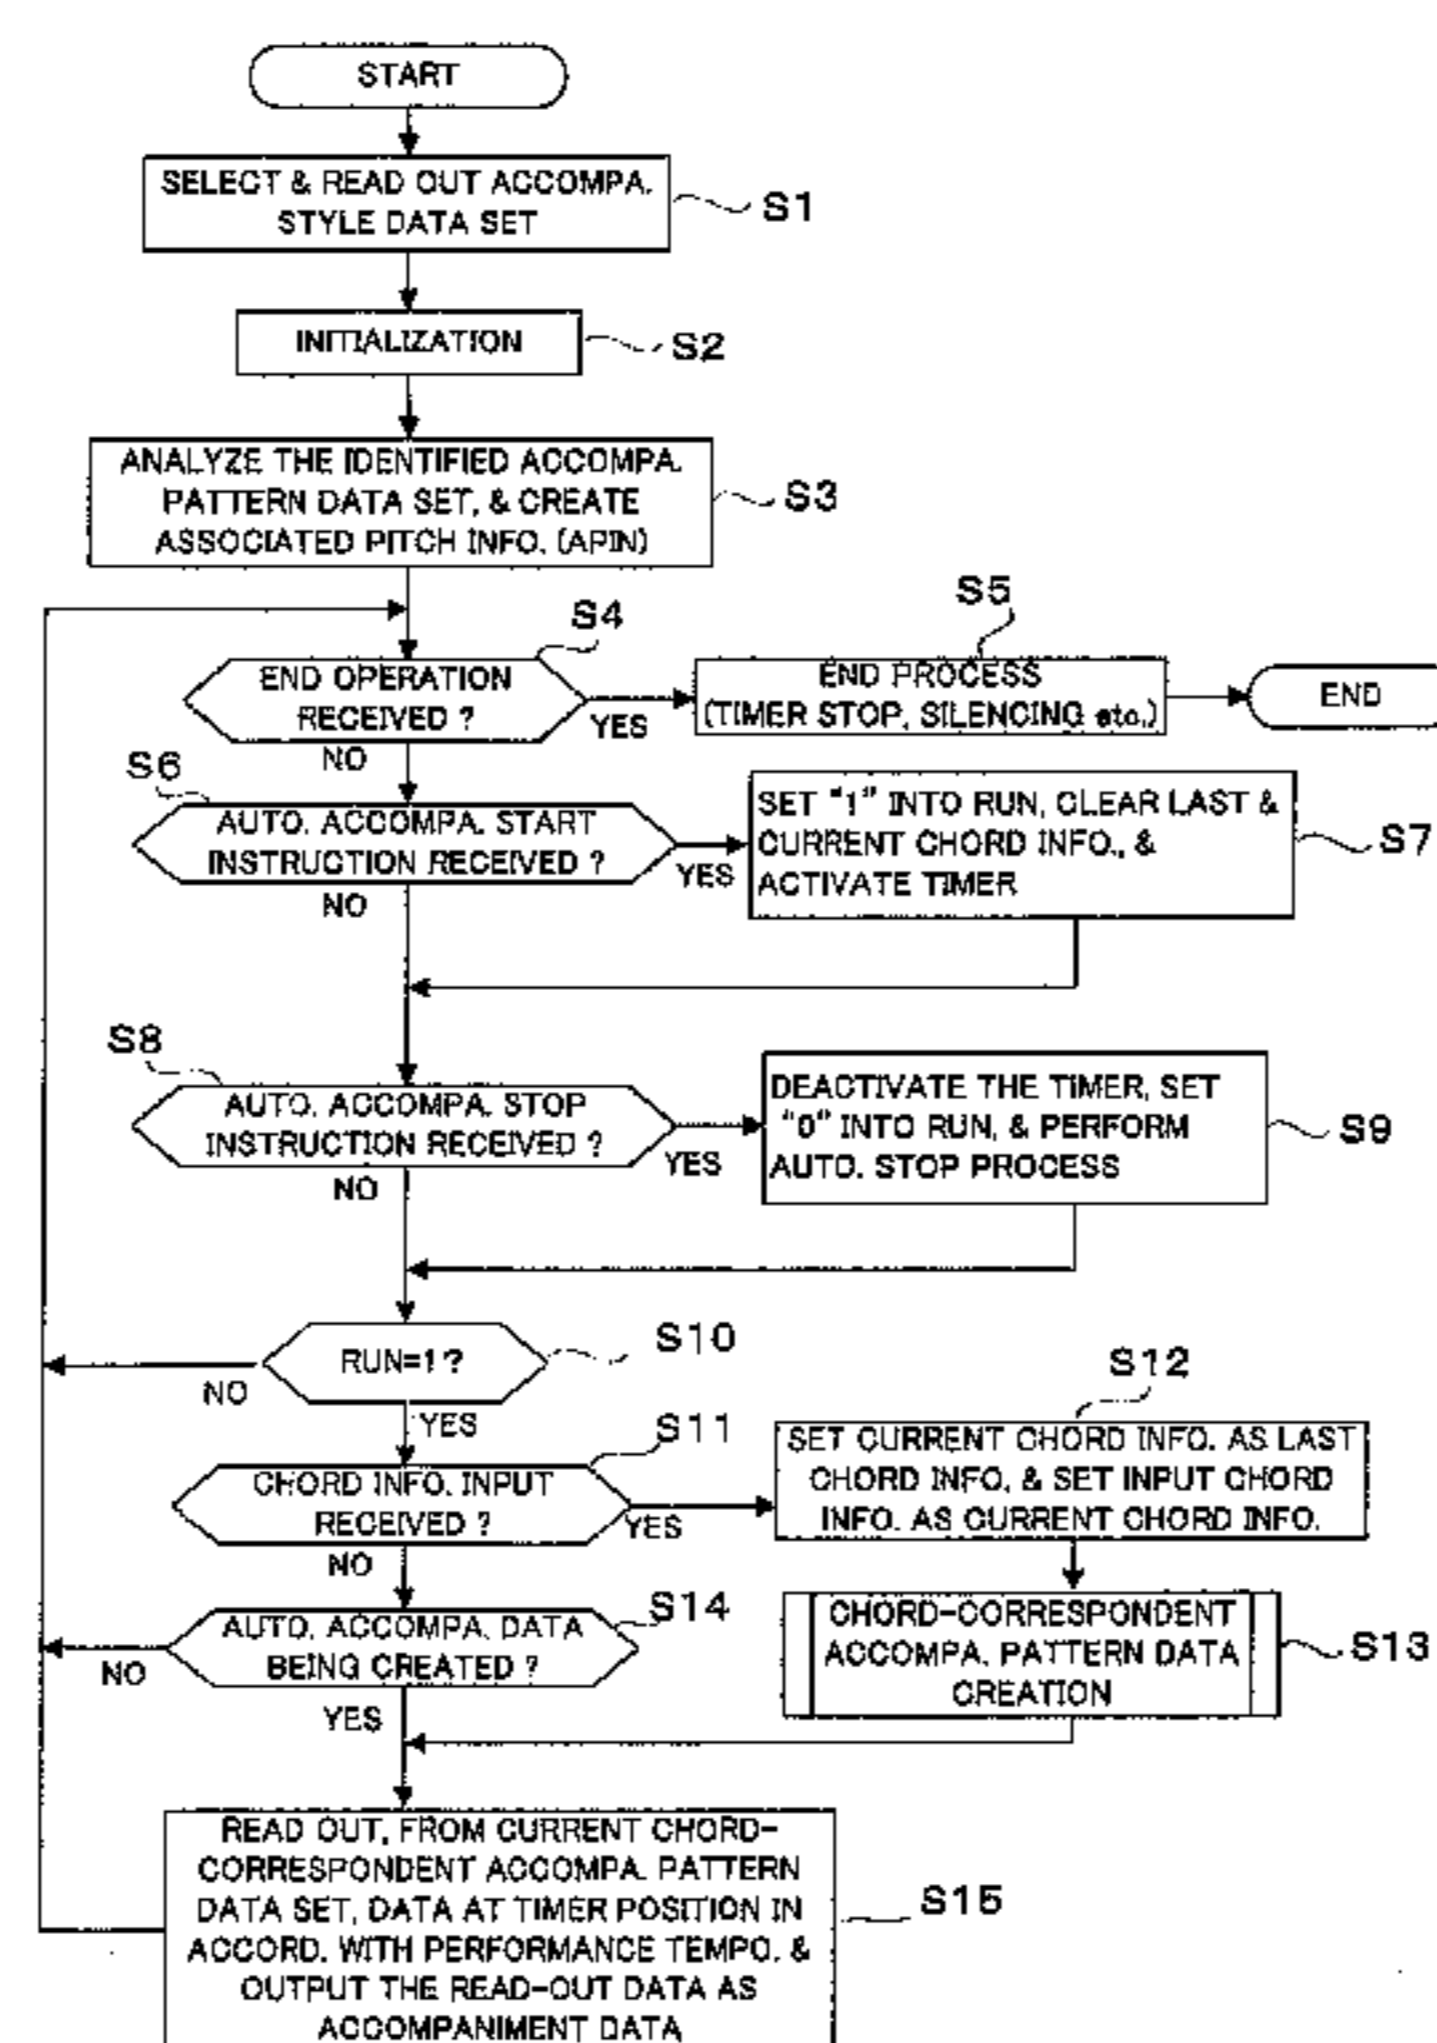 START
SELECT & READ OUT ACCOMPA.
STYLE DATA SET
S1
INITIALIZATION
S2
ANALYZE THE IDENTIFIED ACCOMPA.
PATTERN DATA SET, & CREATE
ASSOCIATED PITCH INFO. (APIN)
S3
S4
END OPERATION
RECEIVED ?
YES
NO
S5
END PROCESS
(TIMER STOP, SILENCING etc.)
END
S6
AUTO. ACCOMPA. START
INSTRUCTION RECEIVED ?
YES
NO
SET "1" INTO RUN, CLEAR LAST &
CURRENT CHORD INFO., &
ACTIVATE TIMER
S7
S8
AUTO. ACCOMPA. STOP
INSTRUCTION RECEIVED ?
YES
NO
DEACTIVATE THE TIMER, SET
"0" INTO RUN, & PERFORM
AUTO. STOP PROCESS
S9
RUN=1?
S10
NO
YES
S11
CHORD INFO. INPUT
RECEIVED ?
YES
NO
S12
SET CURRENT CHORD INFO. AS LAST
CHORD INFO, & SET INPUT CHORD
INFO. AS CURRENT CHORD INFO.
CHORD-CORRESPONDENT
ACCOMPA. PATTERN DATA
CREATION
S13
S14
AUTO. ACCOMPA. DATA
BEING CREATED ?
NO
YES
READ OUT, FROM CURRENT CHORD-
CORRESPONDENT ACCOMPA. PATTERN
DATA SET, DATA AT TIMER POSITION IN
ACCORD. WITH PERFORMANCE TEMPO. &
OUTPUT THE READ-OUT DATA AS
ACCOMPANIMENT DATA
S15